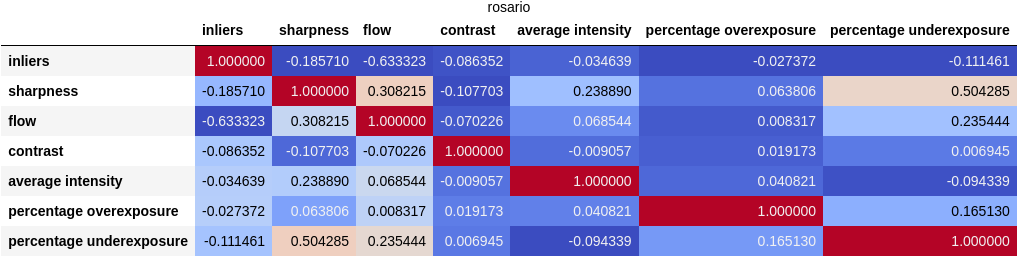 rosario
inliers sharpness flow contrast average intensity percentage overexposure percentage underexposure
inliers 1.000000 -0.185710 -0.633323 -0.086352 -0.034639 -0.027372 -0.111461
sharpness -0.185710 1.000000 0.308215 -0.107703 0.238890 0.063806 0.504285
flow -0.633323 0.308215 1.000000 -0.070226 0.068544 0.008317 0.235444
contrast -0.086352 -0.107703 -0.070226 1.000000 -0.009057 0.019173 0.006945
average intensity -0.034639 0.238890 0.068544 -0.009057 1.000000 0.040821 -0.094339
percentage overexposure -0.027372 0.063806 0.008317 0.019173 0.040821 1.000000 0.165130
percentage underexposure -0.111461 0.504285 0.235444 0.006945 -0.094339 0.165130 1.000000